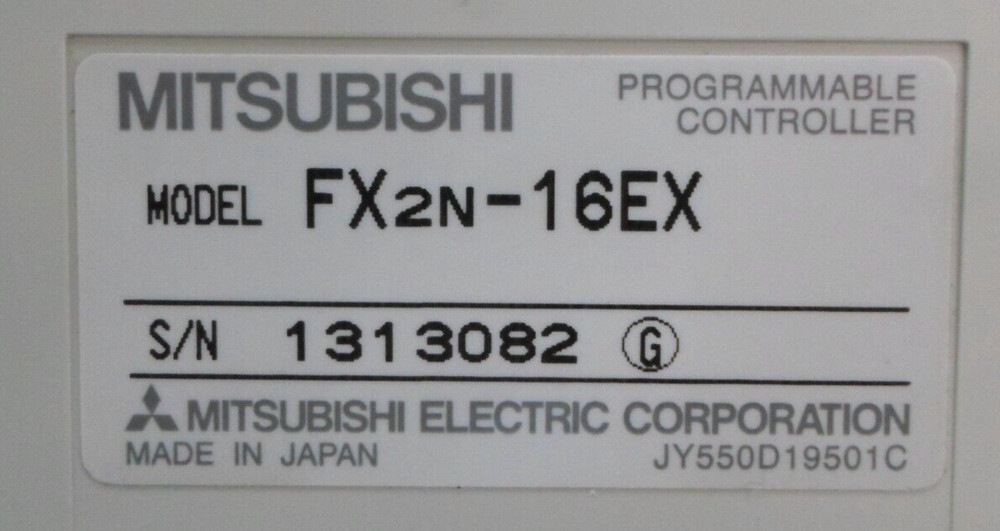 MITSUBISHI
PROGRAMMABLE
CONTROLLER
MODEL FX2N-16EX
S/N 1313082 G
MITSUBISHI ELECTRIC CORPORATION
MADE IN JAPAN JY550D19501C